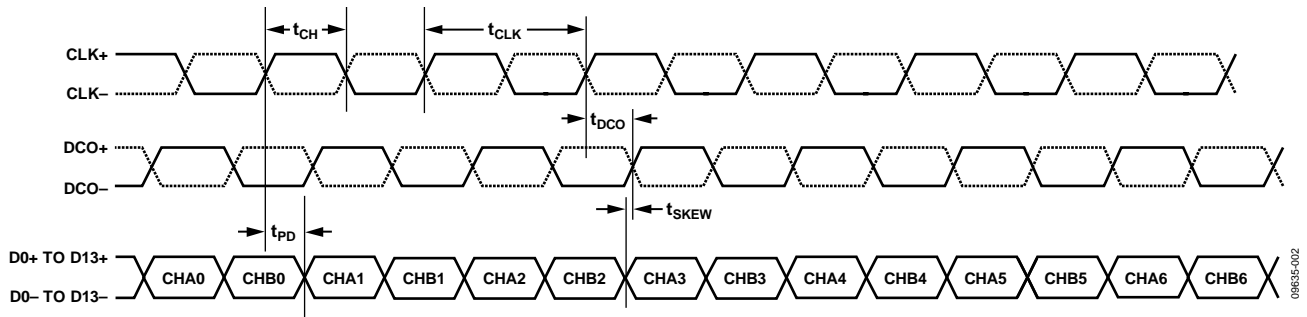 tCH
tCLK
CLK+
CLK–
tDCO
DCO+
DCO–
tSKEW
tPD
D0+ TO D13+
CHA0 CHB0 CHA1 CHB1 CHA2 CHB2 CHA3 CHB3 CHA4 CHB4 CHA5 CHB5 CHA6 CHB6
D0– TO D13–
09635-002